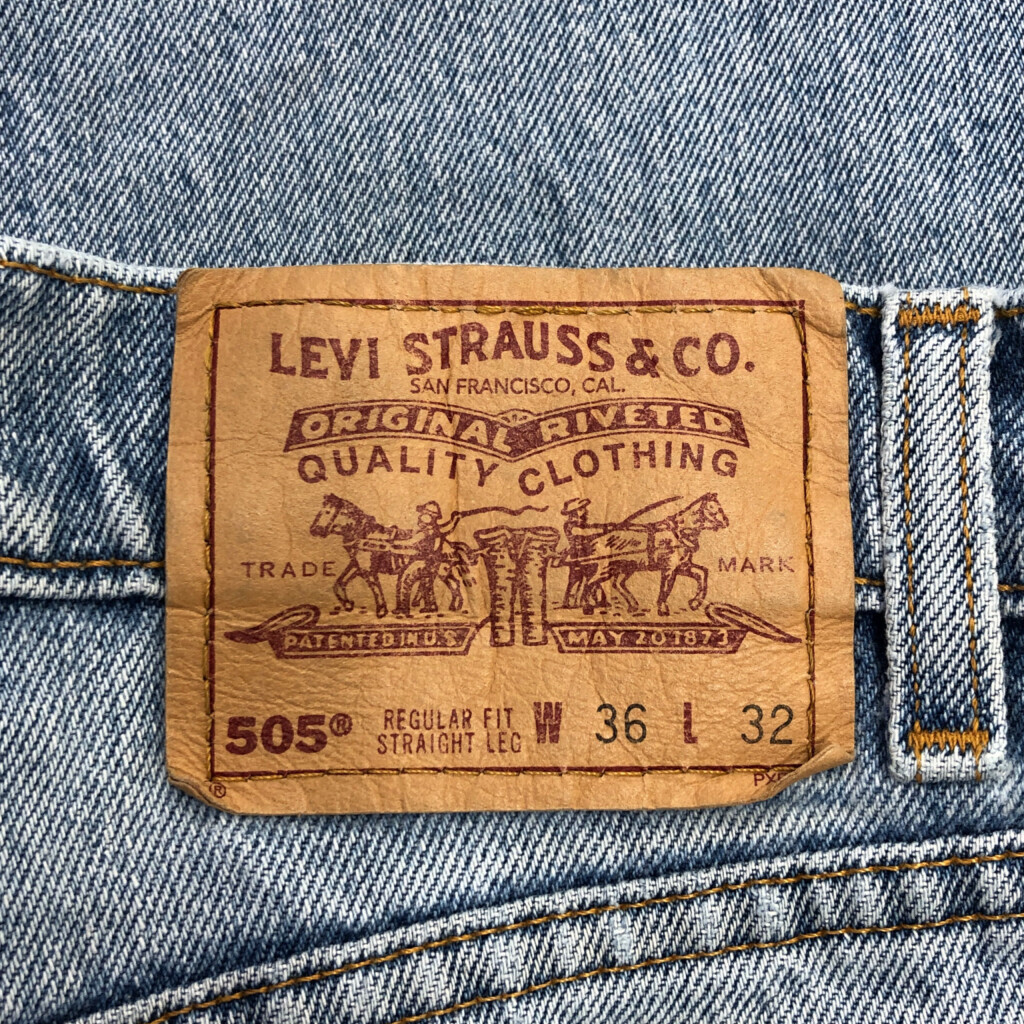 LEVI STRAUSS & CO.
SAN FRANCISCO, CAL.
ORIGINAL RIVETED
QUALITY CLOTHING
TRADE MARK
PATENTED IN U.S. MAY 20 1873
505® REGULAR FIT W 36 L 32
STRAIGHT LEG
®